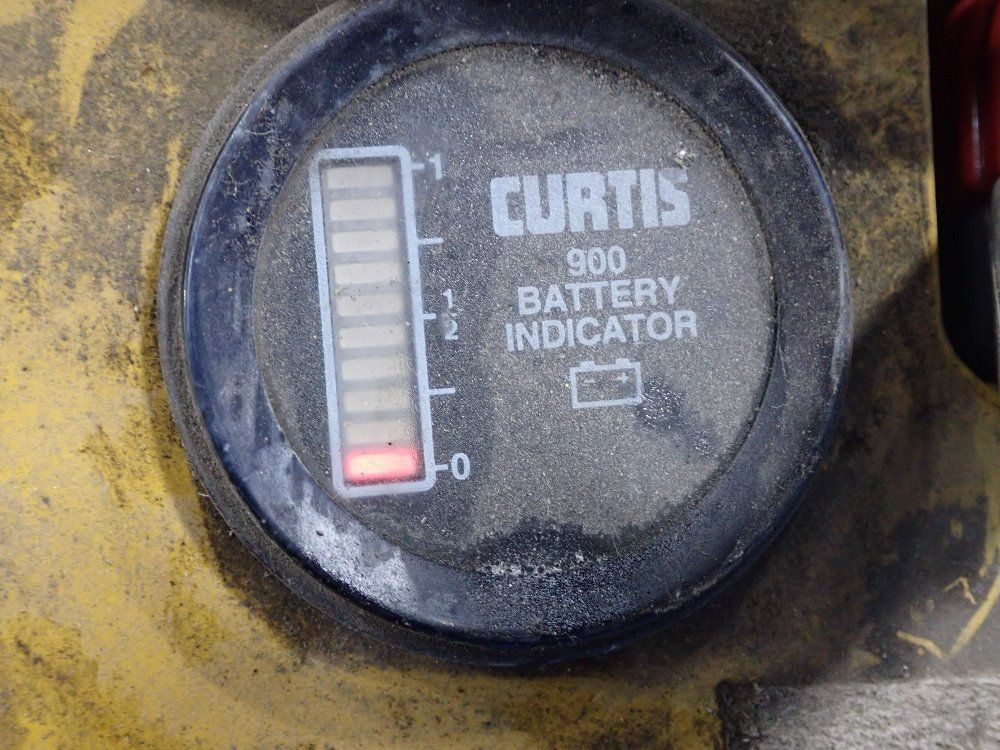 1
CURTIS
900
BATTERY
INDICATOR
1
2
- +
0